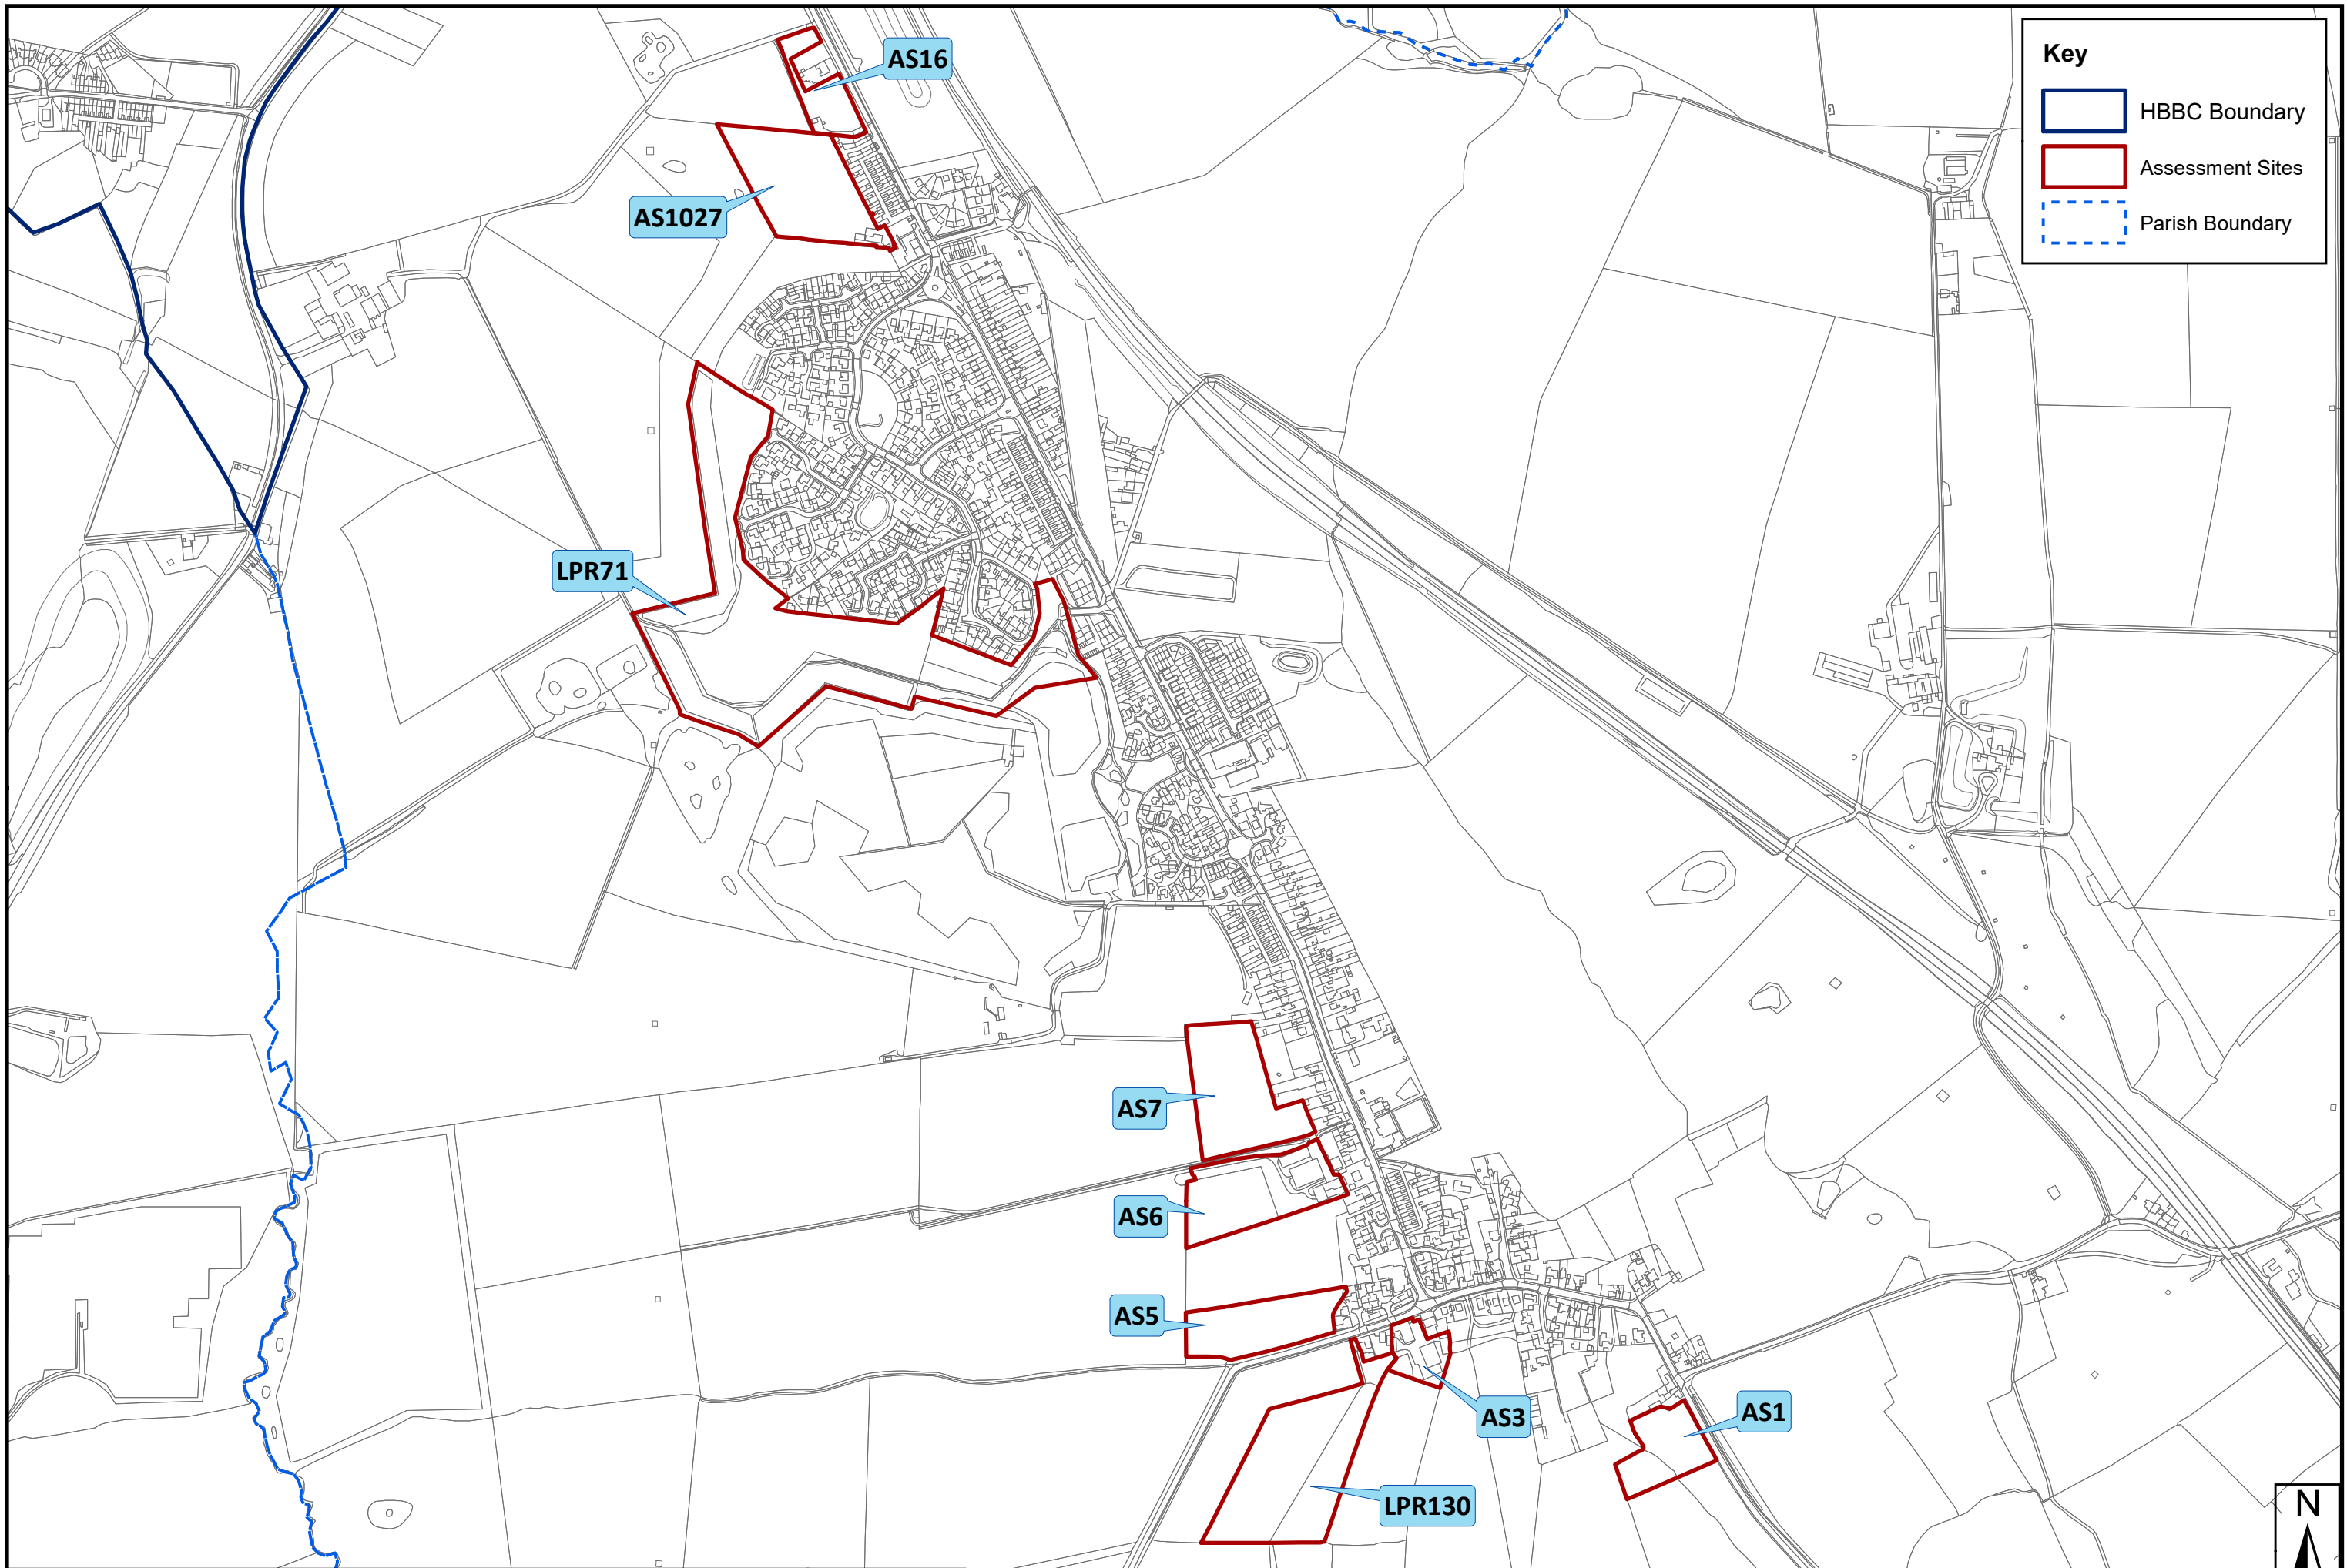 AS16
Key
HBBC Boundary
Assessment Sites
Parish Boundary
AS1027
LPR71
AS7
AS6
AS5
AS3
AS1
LPR130
N